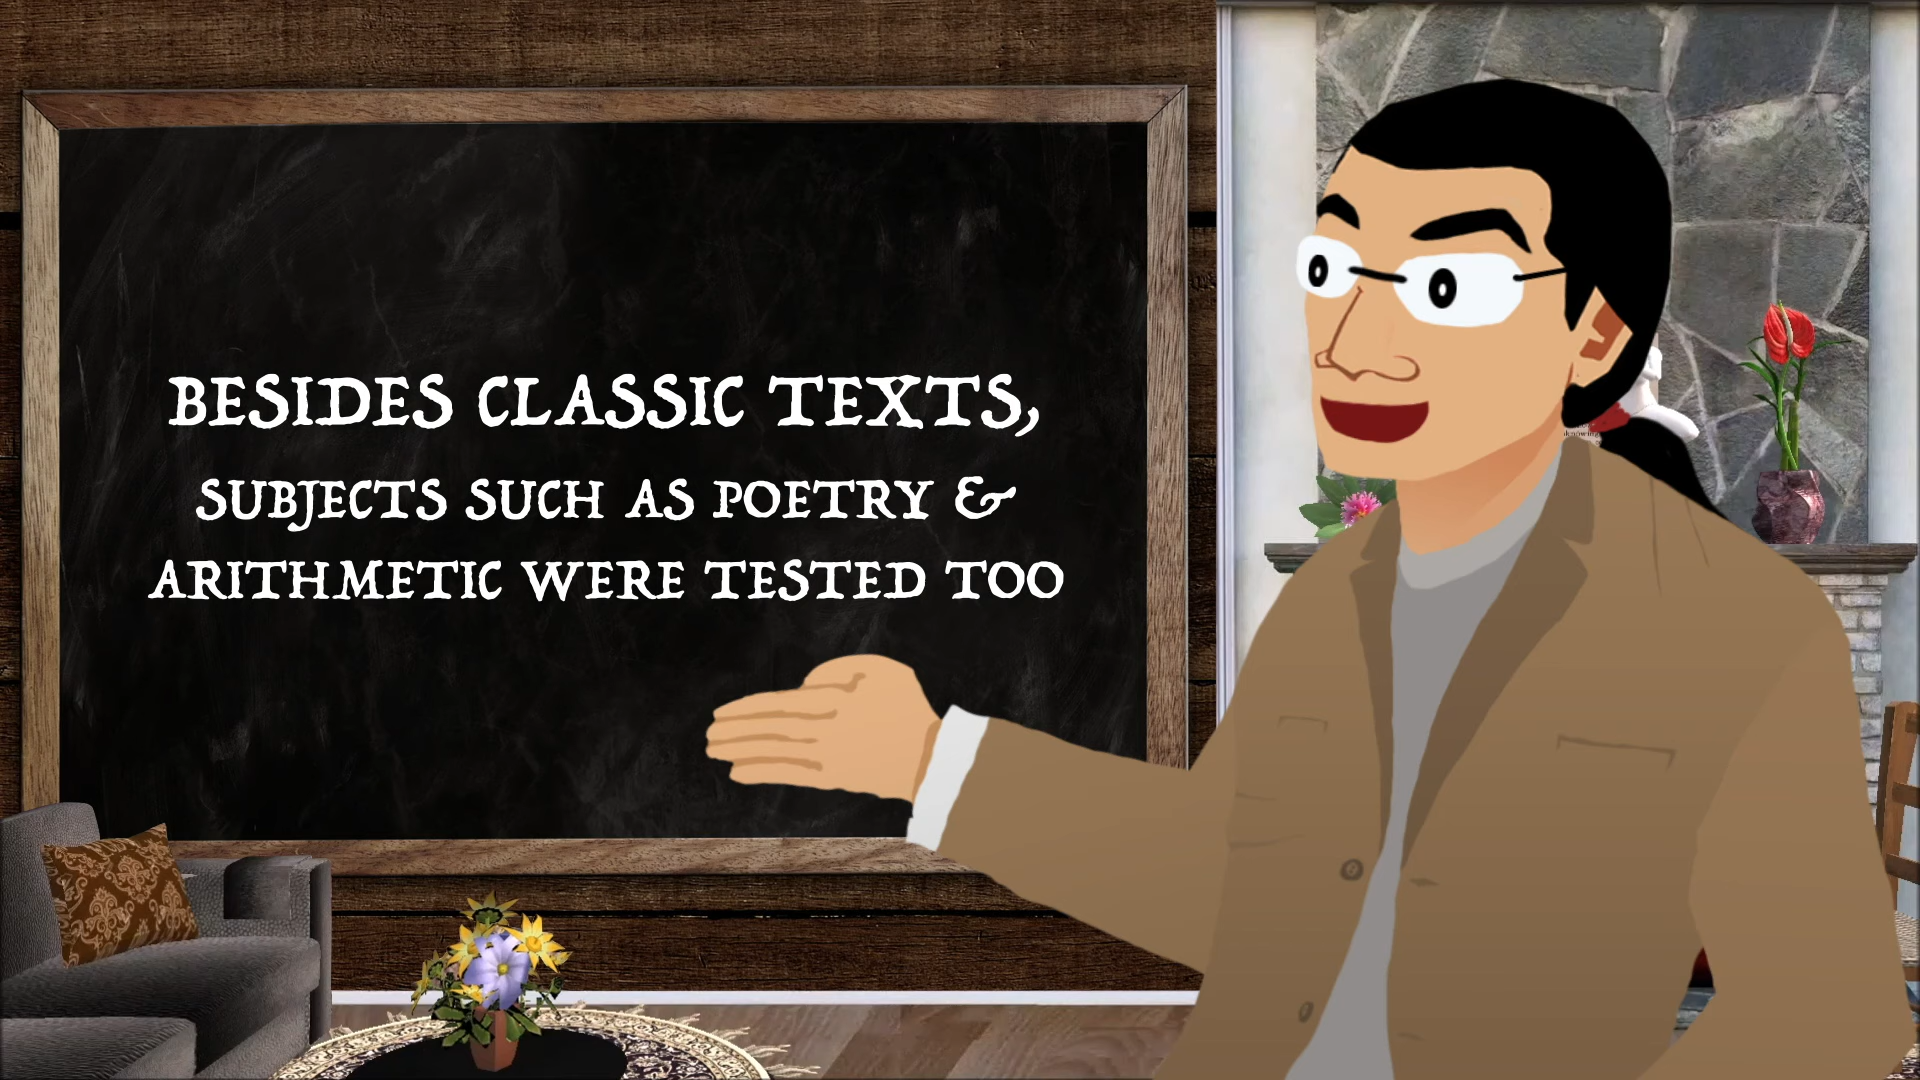 BESIDES CLASSIC TEXTS,
SUBJECTS SUCH AS POETRY &
ARITHMETIC WERE TESTED TOO